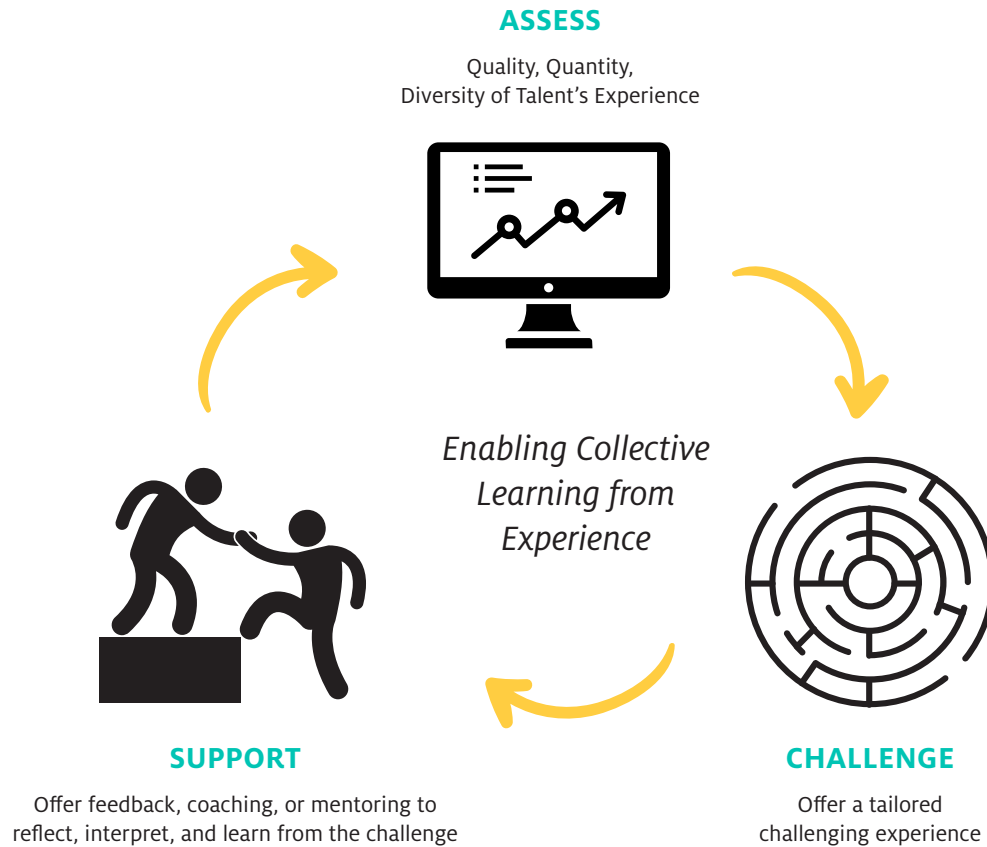 ASSESS
Quality, Quantity,
Diversity of Talent’s Experience
Enabling Collective
Learning from
Experience
SUPPORT
Offer feedback, coaching, or mentoring to
reflect, interpret, and learn from the challenge
CHALLENGE
Offer a tailored
challenging experience